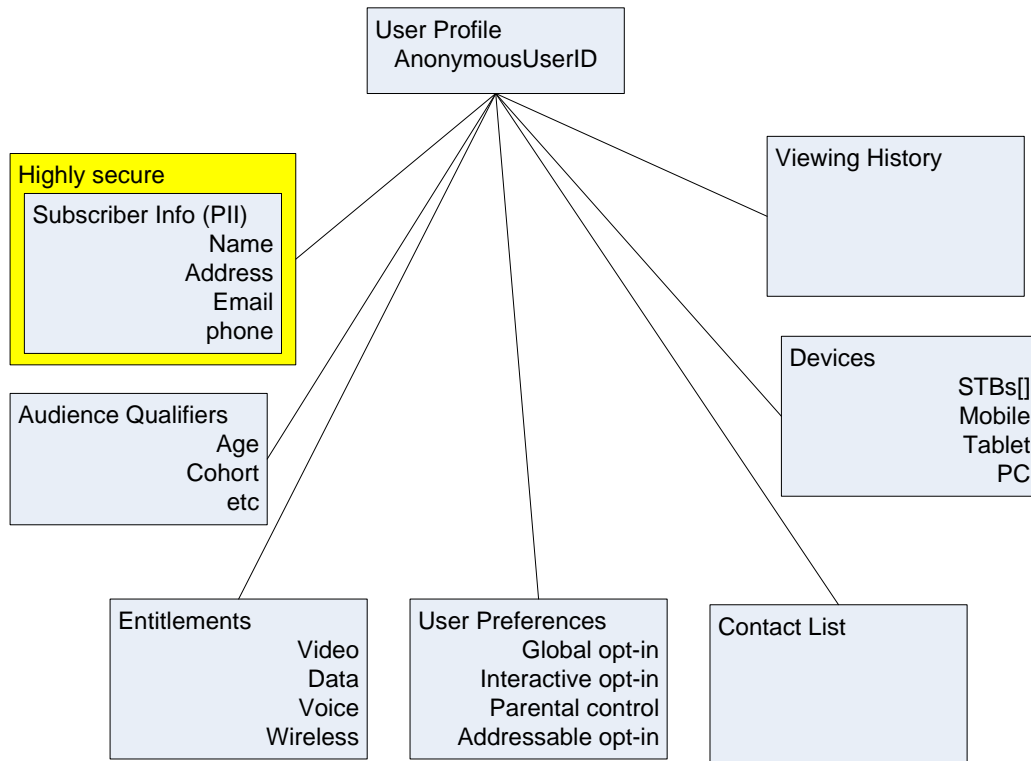 User Profile
AnonymousUserID
Highly secure
Subscriber Info (PII)
Name
Address
Email
phone
Viewing History
Devices
STBs[]
Mobile
Tablet
PC
Audience Qualifiers
Age
Cohort
etc
Entitlements
Video
Data
Voice
Wireless
User Preferences
Global opt-in
Interactive opt-in
Parental control
Addressable opt-in
Contact List